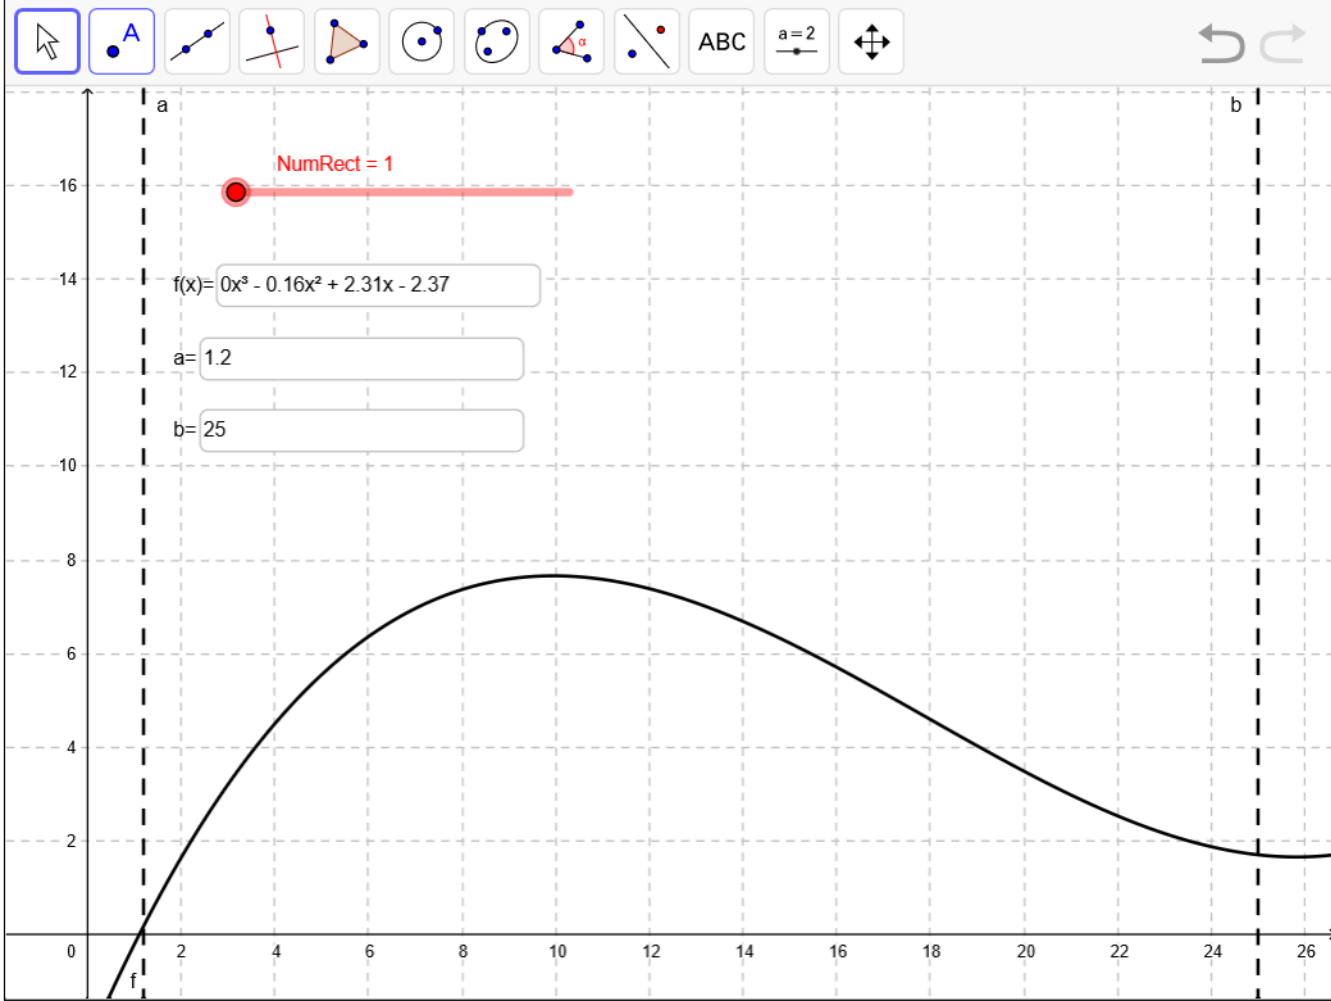 A
α
ABC
a = 2
a
b
NumRect = 1
16
14
f(x)= 0x³ - 0.16x² + 2.31x - 2.37
12
a= 1.2
b= 25
10
8
6
4
2
0 2 4 6 8 10 12 14 16 18 20 22 24 26
f